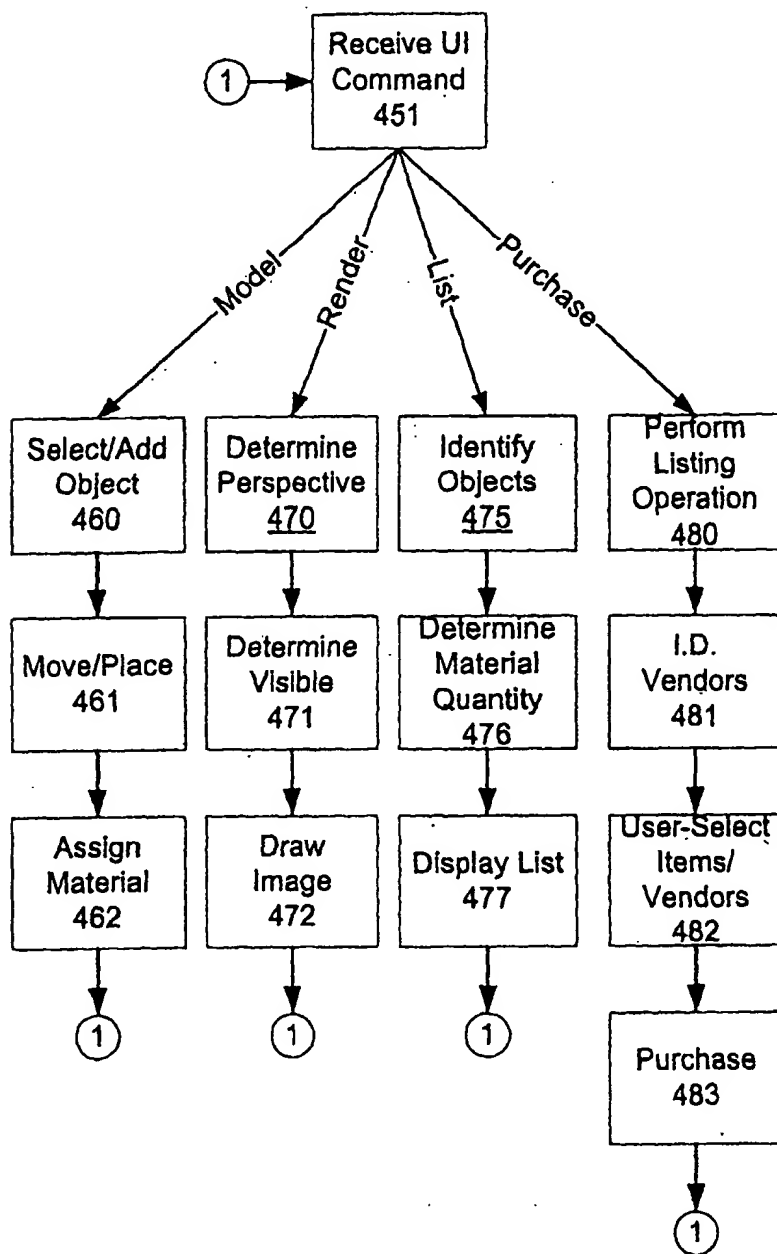 Receive UI
Command
451
1
Model
Render
List
Purchase
Select/Add
Object
460
Determine
Perspective
470
Identify
Objects
475
Perform
Listing
Operation
480
Move/Place
461
Determine
Visible
471
Determine
Material
Quantity
476
I.D.
Vendors
481
Assign
Material
462
Draw
Image
472
Display List
477
User-Select
Items/
Vendors
482
1
1
1
Purchase
483
1